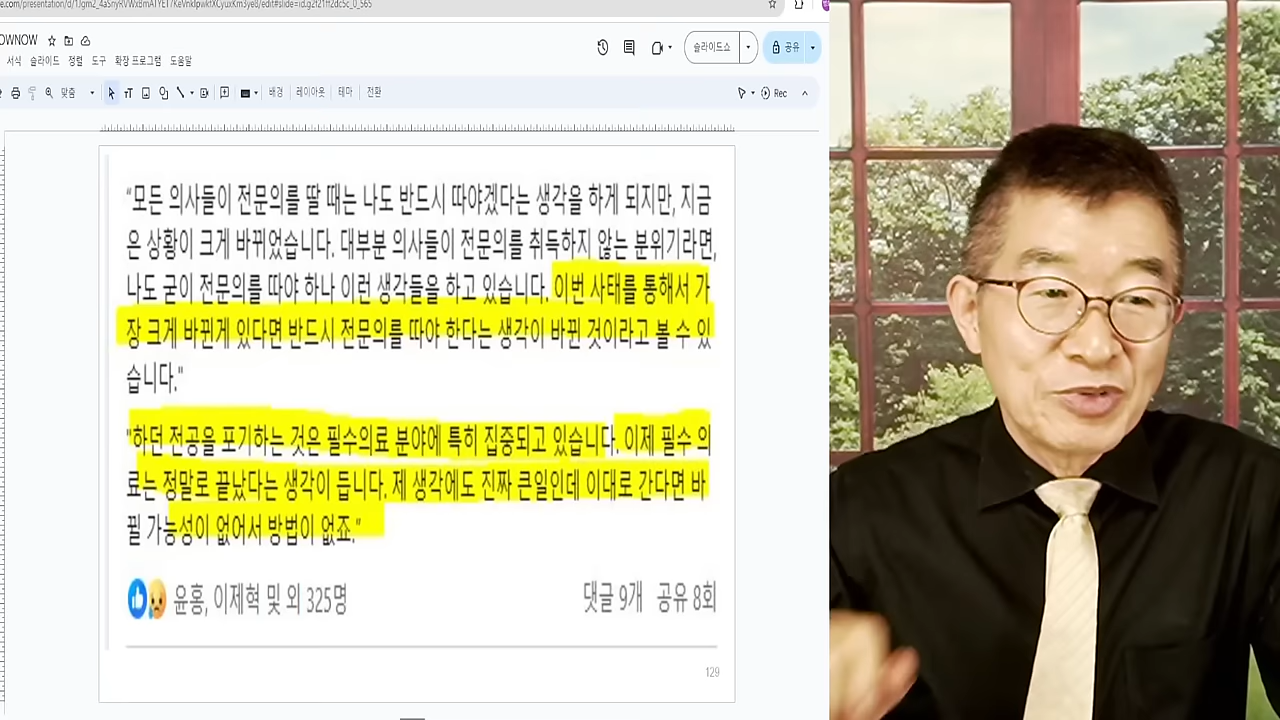 OWNOW
서식 슬라이드 정렬 도구 확장 프로그램 도움말
슬라이드쇼
공유
맞춤
배경 레이아웃 테마 전환
Rec
"모든 의사들이 전문의를 딸 때는 나도 반드시 따야겠다는 생각을 하게 되지만, 지금
은 상황이 크게 바뀌었습니다. 대부분 의사들이 전문의를 취득하지 않는 분위기라면,
나도 굳이 전문의를 따야 하나 이런 생각들을 하고 있습니다. 이번 사태를 통해서 가
장 크게 바뀐게 있다면 반드시 전문의를 따야 한다는 생각이 바뀐 것이라고 볼 수 있
습니다."
"하던 전공을 포기하는 것은 필수의료 분야에 특히 집중되고 있습니다. 이제 필수 의
료는 정말로 끝났다는 생각이 듭니다. 제 생각에도 진짜 큰일인데 이대로 간다면 바
뀔 가능성이 없어서 방법이 없죠."
윤홍, 이제혁 및 외 325명
댓글 9개 공유 8회
129